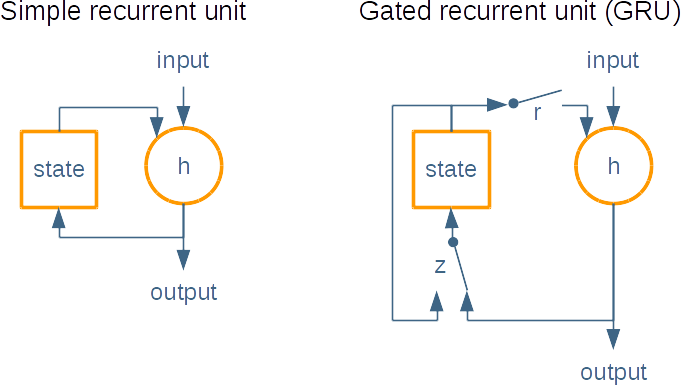 Simple recurrent unit
Gated recurrent unit (GRU)
input
state
h
output
input
r
state
h
z
output